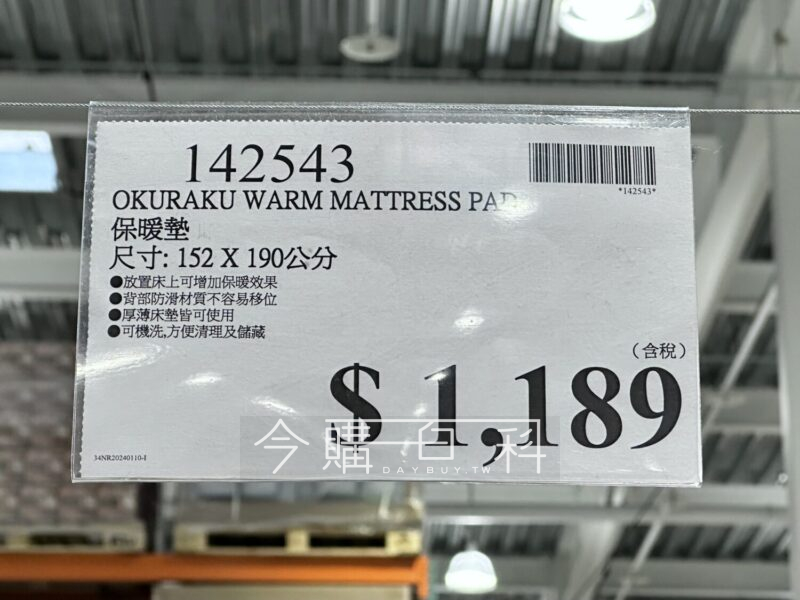 142543
*142543*
OKURAKU WARM MATTRESS PAD
保暖墊
尺寸: 152 X 190公分
●放置床上可增加保暖效果
●背部防滑材質不容易移位
●厚薄床墊皆可使用
●可機洗,方便清理及儲藏
(含稅)
$ 1,189
今購百科
DAYBUY.TW
34NR20240110-I